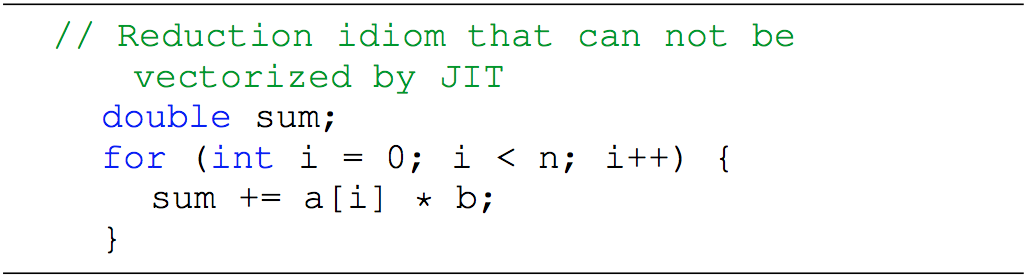 // Reduction idiom that can not be
vectorized by JIT
double sum;
for (int i = 0; i < n; i++) {
sum += a[i] * b;
}